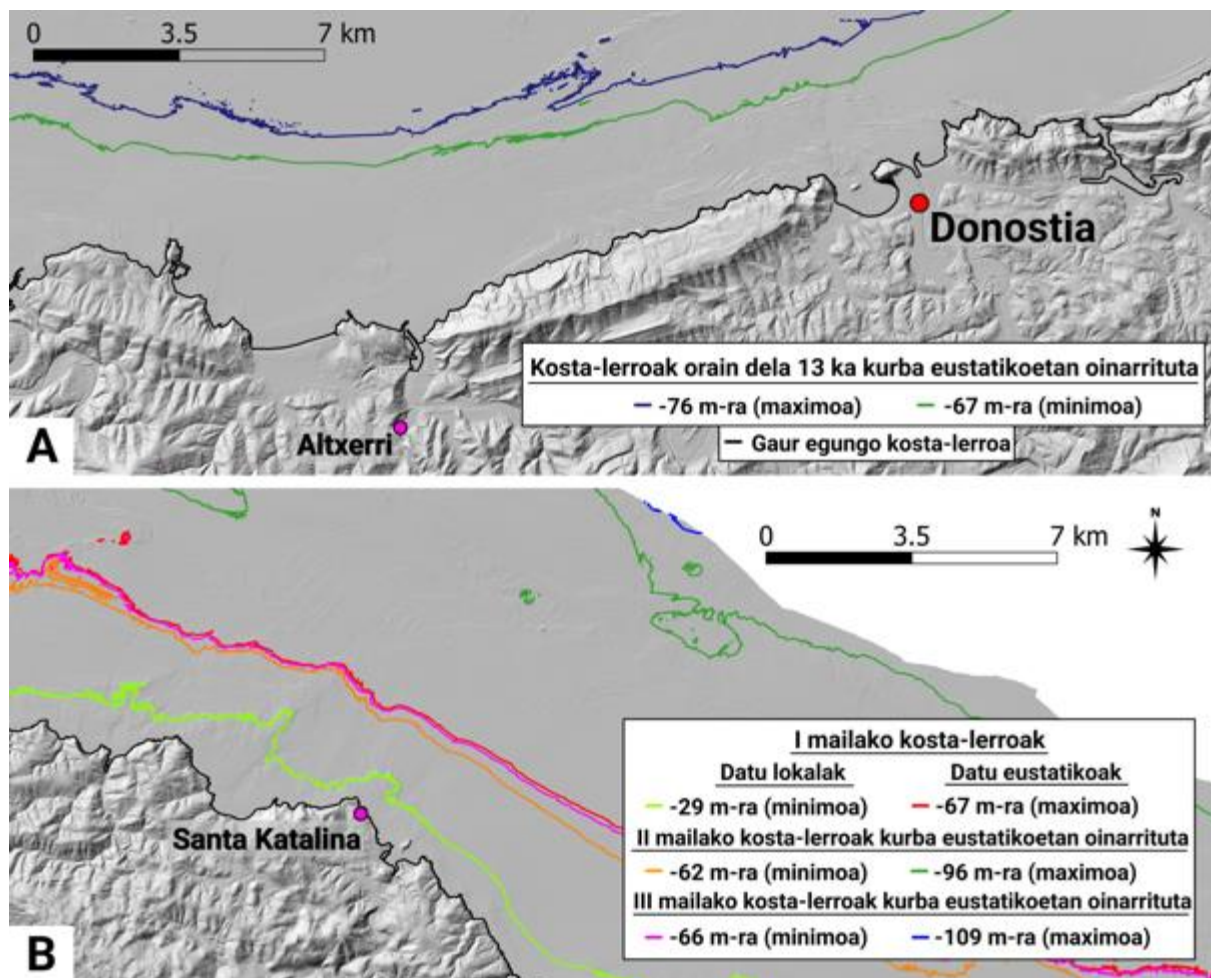 0 3.5 7 km
Donostia
Kosta-lerroak orain dela 13 ka kurba eustatikoetan oinarrituta
-76 m-ra (maximoa) -67 m-ra (minimoa)
Gaur egungo kosta-lerroa
Altxerri
A
N
0 3.5 7 km
Santa Katalina
I mailako kosta-lerroak
Datu lokalak Datu eustatikoak
-29 m-ra (minimoa) -67 m-ra (maximoa)
II mailako kosta-lerroak kurba eustatikoetan oinarrituta
-62 m-ra (minimoa) -96 m-ra (maximoa)
III mailako kosta-lerroak kurba eustatikoetan oinarrituta
-66 m-ra (minimoa) -109 m-ra (maximoa)
B